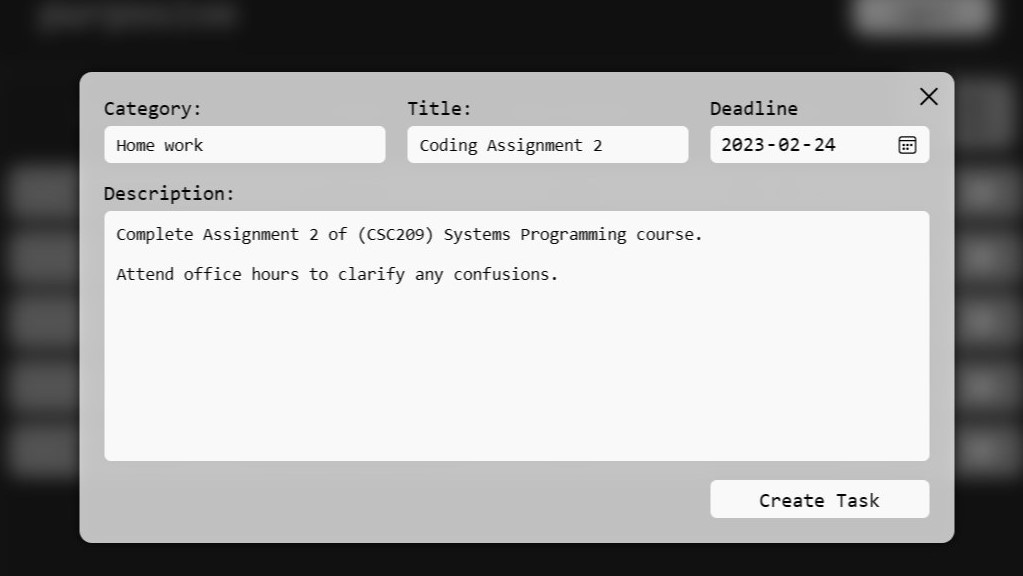 Category:
Title:
Deadline
Home work
Coding Assignment 2
2023-02-24
Description:
Complete Assignment 2 of (CSC209) Systems Programming course.
Attend office hours to clarify any confusions.
Create Task